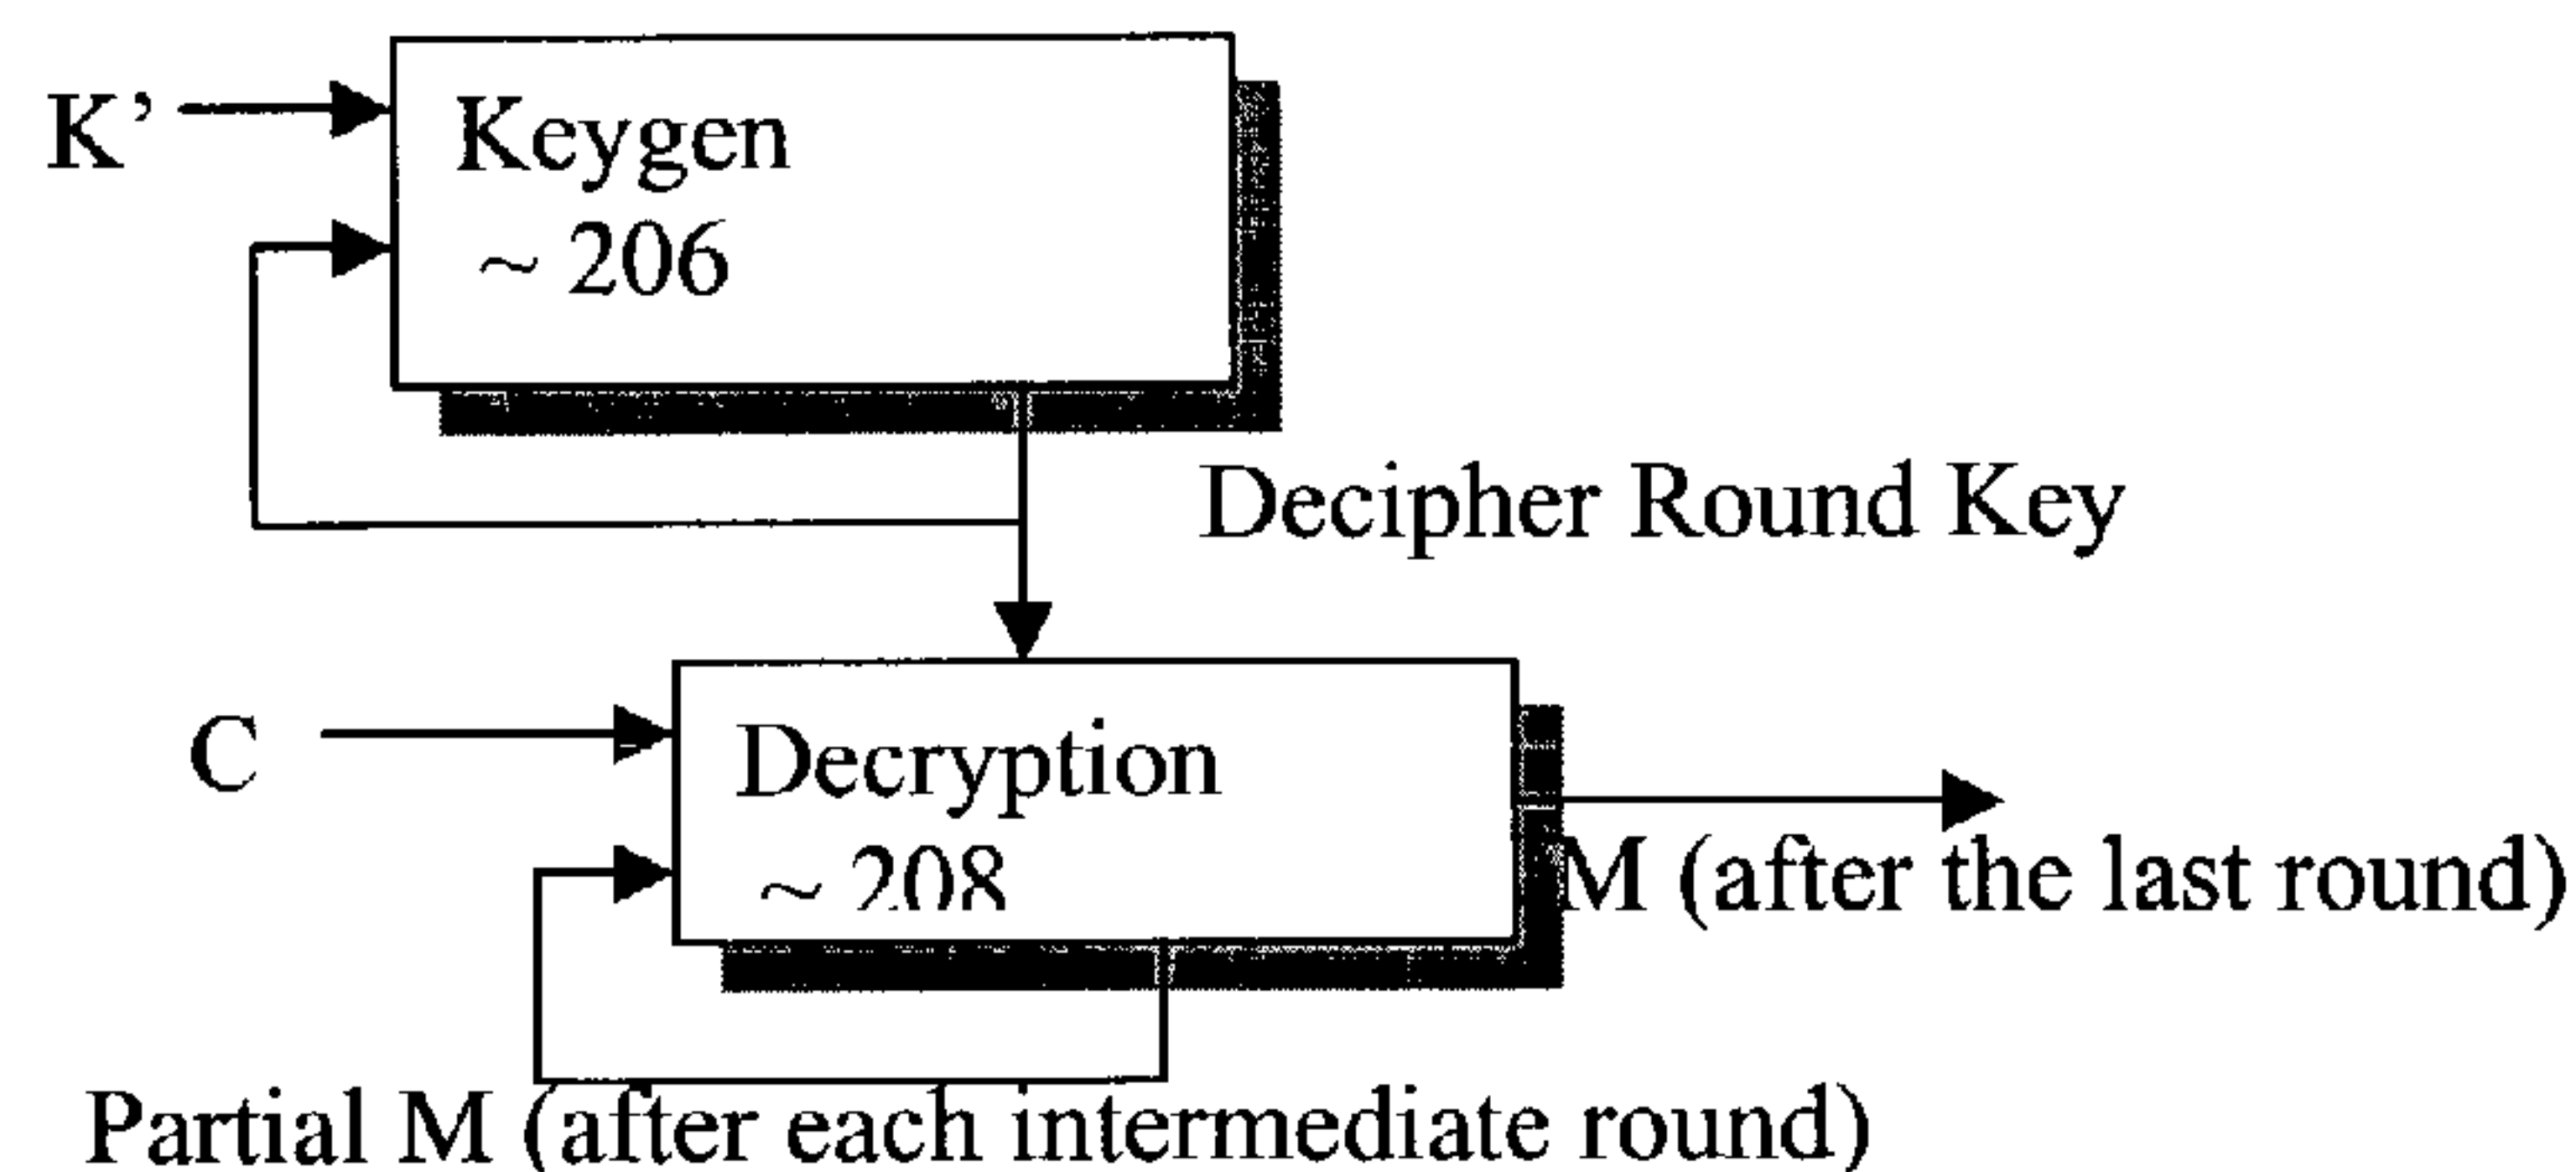 K’
Keygen
~ 206
Decipher Round Key
C
Decryption
~ 208
M (after the last round)
Partial M (after each intermediate round)